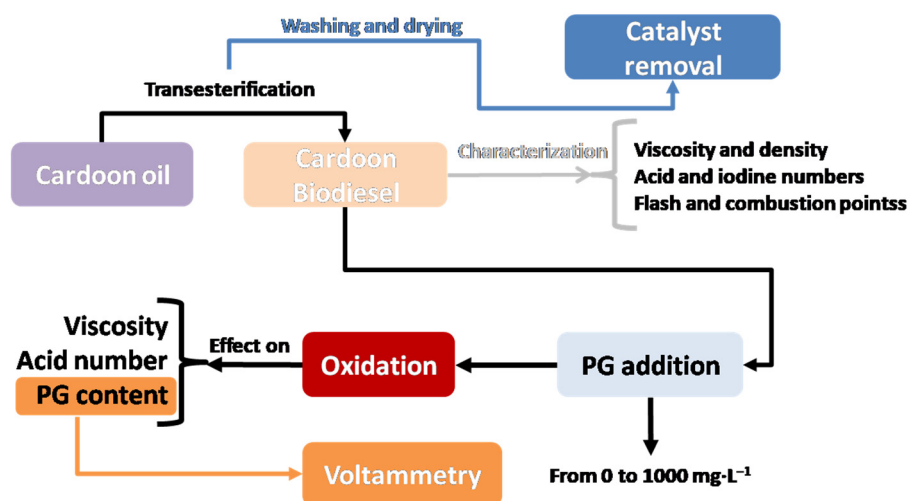 Washing and drying
Catalyst
removal
Transesterification
Cardoon oil
Cardoon
Biodiesel
Characterization
Viscosity and density
Acid and iodine numbers
Flash and combustion pointss
Viscosity
Acid number
PG content
Effect on
Oxidation
PG addition
Voltammetry
From 0 to 1000 mg·L⁻¹